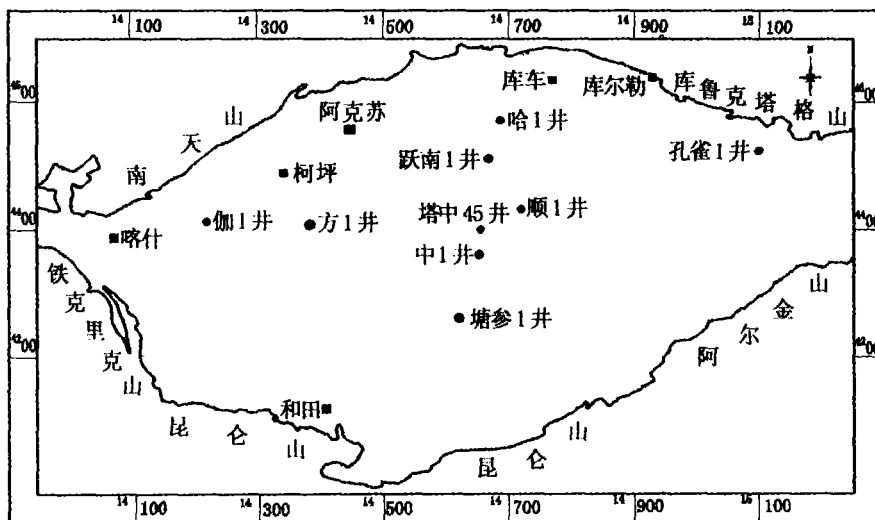 14 100 14 300 14 500 14 700 14 900 15 100
N
库车 库尔勒 库鲁克塔格山
4600
阿克苏
南天山
哈1井
跃南1井
孔雀1井
柯坪
伽1井 方1井 塔中45井 顺1井
4400
喀什
中1井
铁克里克山
塘参1井
阿尔金山
4200 4200
和田
昆仑山 昆仑山
14 100 14 300 14 500 14 700 14 900 15 100